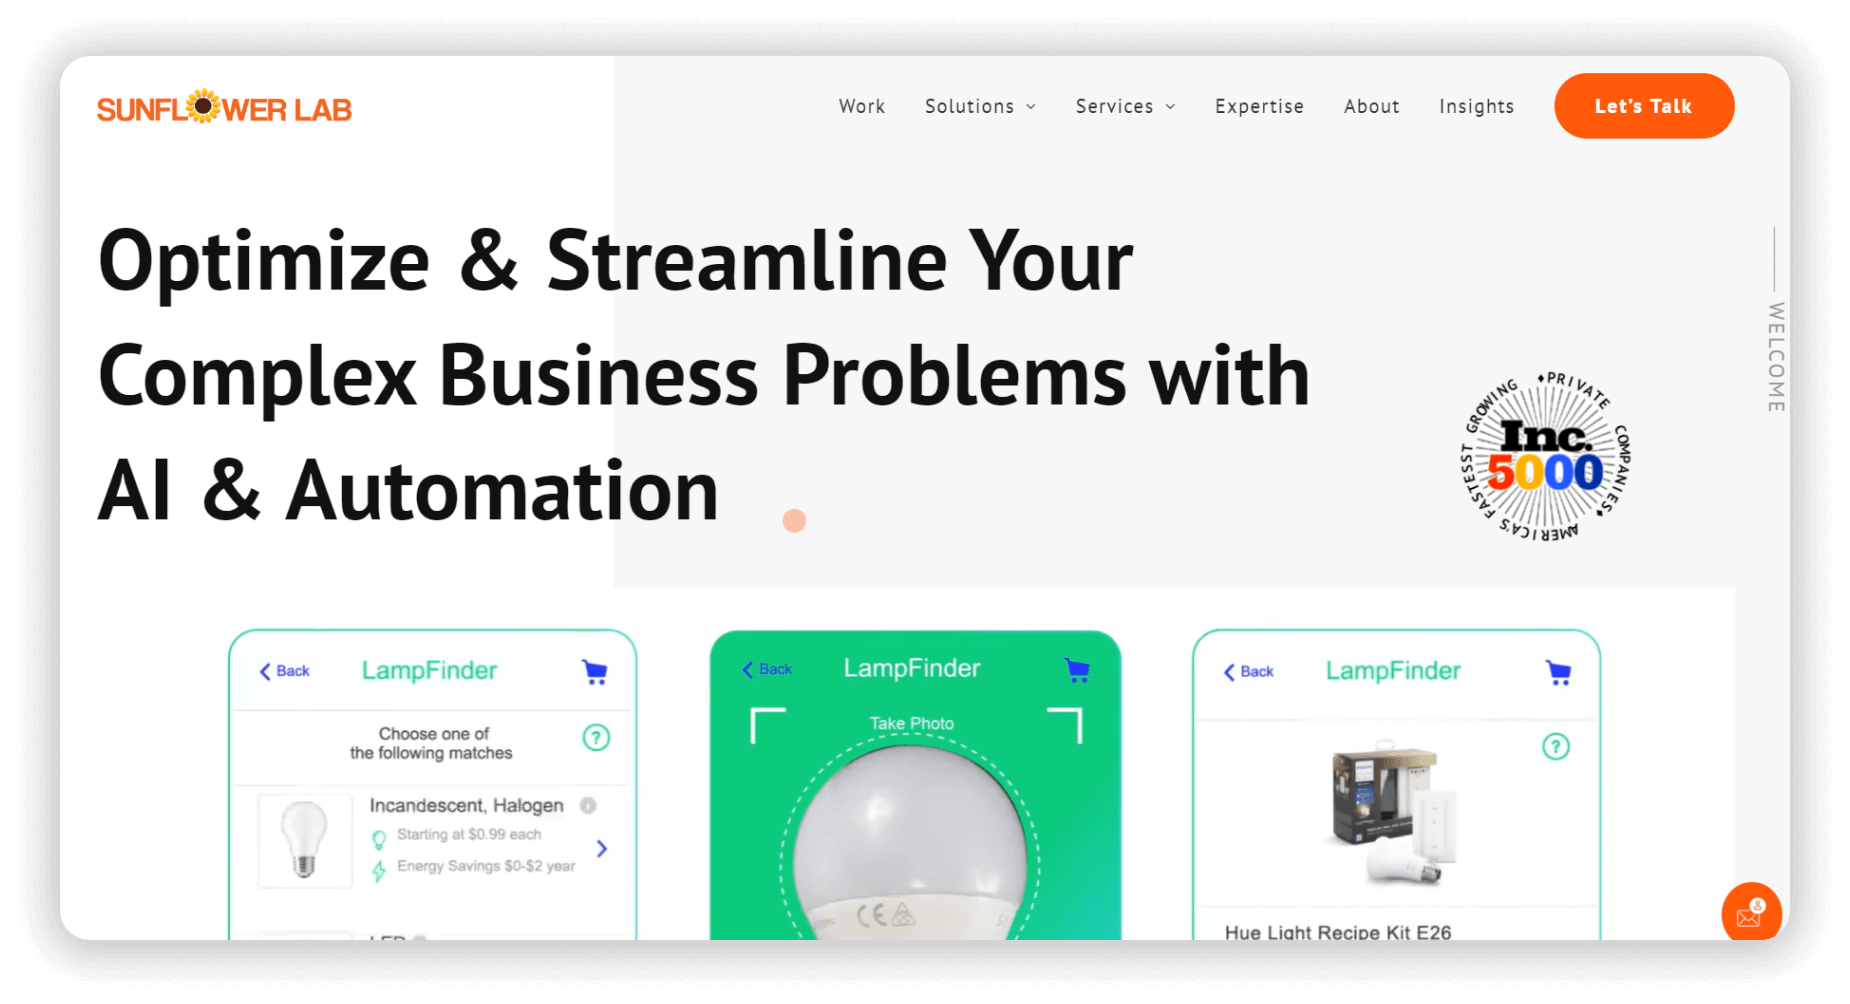 SUNFLOWER LAB
Work
Solutions
Services
Expertise
About
Insights
Let’s Talk
Optimize & Streamline Your
Complex Business Problems with
AI & Automation
WELCOME
AMERICA'S FASTESST GROWING ♦PRIVATE COMPANIES♦
Inc.
5000
Back
LampFinder
Choose one of
the following matches
?
Incandescent, Halogen
i
Starting at $0.99 each
Energy Savings $0-$2 year
LED
Back
LampFinder
Take Photo
CE
Back
LampFinder
?
Hue Light Recipe Kit E26